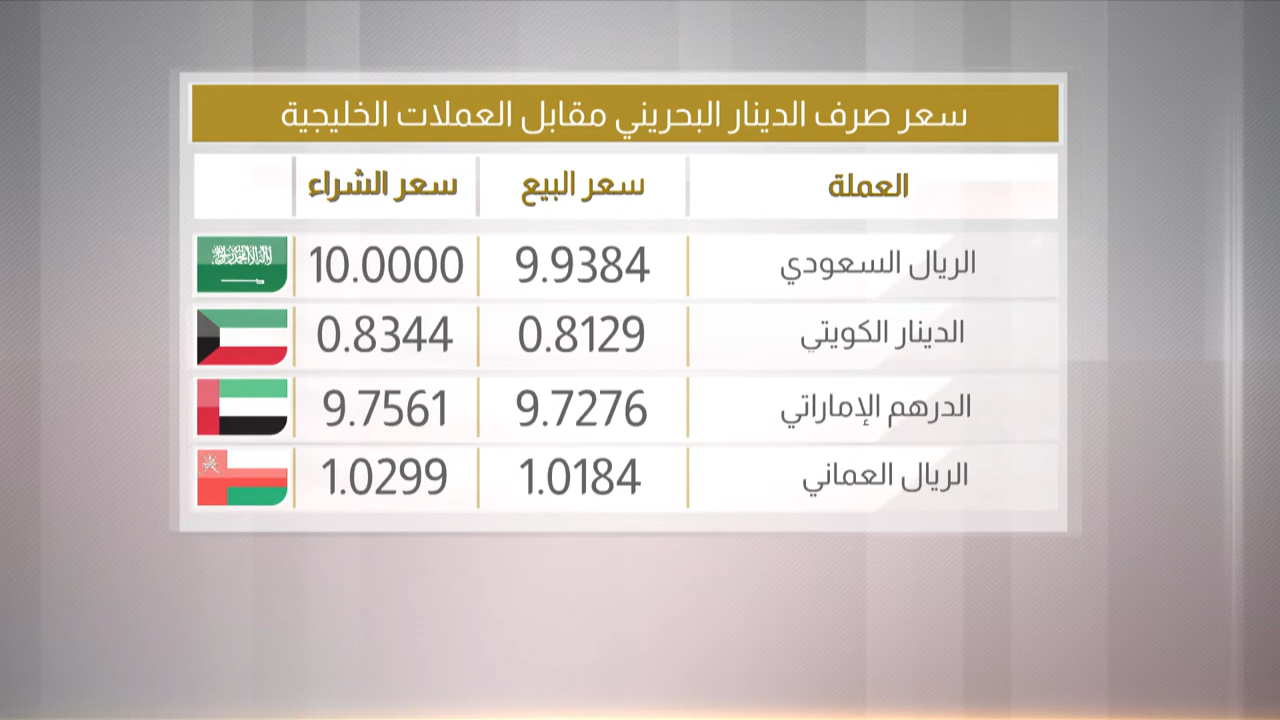 سعر صرف الدينار البحريني مقابل العملات الخليجية
العملة سعر البيع سعر الشراء
الريال السعودي 9.9384 10.0000
الدينار الكويتي 0.8129 0.8344
الدرهم الإماراتي 9.7276 9.7561
الريال العماني 1.0184 1.0299